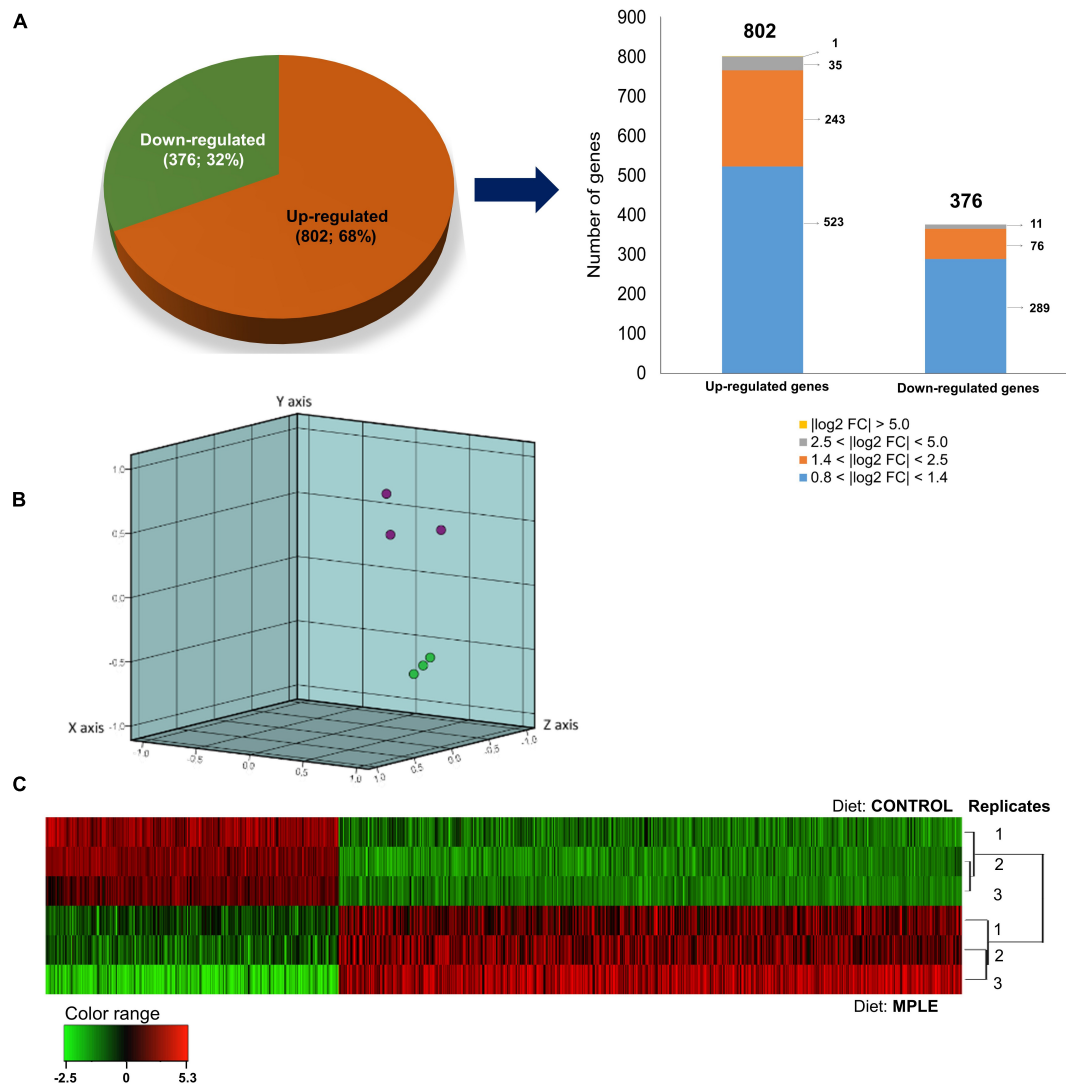 A
Down-regulated
(376; 32%)
Up-regulated
(802; 68%)
Number of genes
900
800
700
600
500
400
300
200
100
0
802
1
35
243
523
376
11
76
289
Up-regulated genes
Down-regulated genes
|log2 FC| > 5.0
2.5 < |log2 FC| < 5.0
1.4 < |log2 FC| < 2.5
0.8 < |log2 FC| < 1.4
B
Y axis
1.0
0.5
0.0
-0.5
-1.0
X axis
-1.0
-0.5
0.0
0.5
1.0
1.0
0.5
0.0
-0.5
-1.0
Z axis
C
Diet: CONTROL Replicates
1
2
3
1
2
3
Diet: MPLE
Color range
-2.5 0 5.3